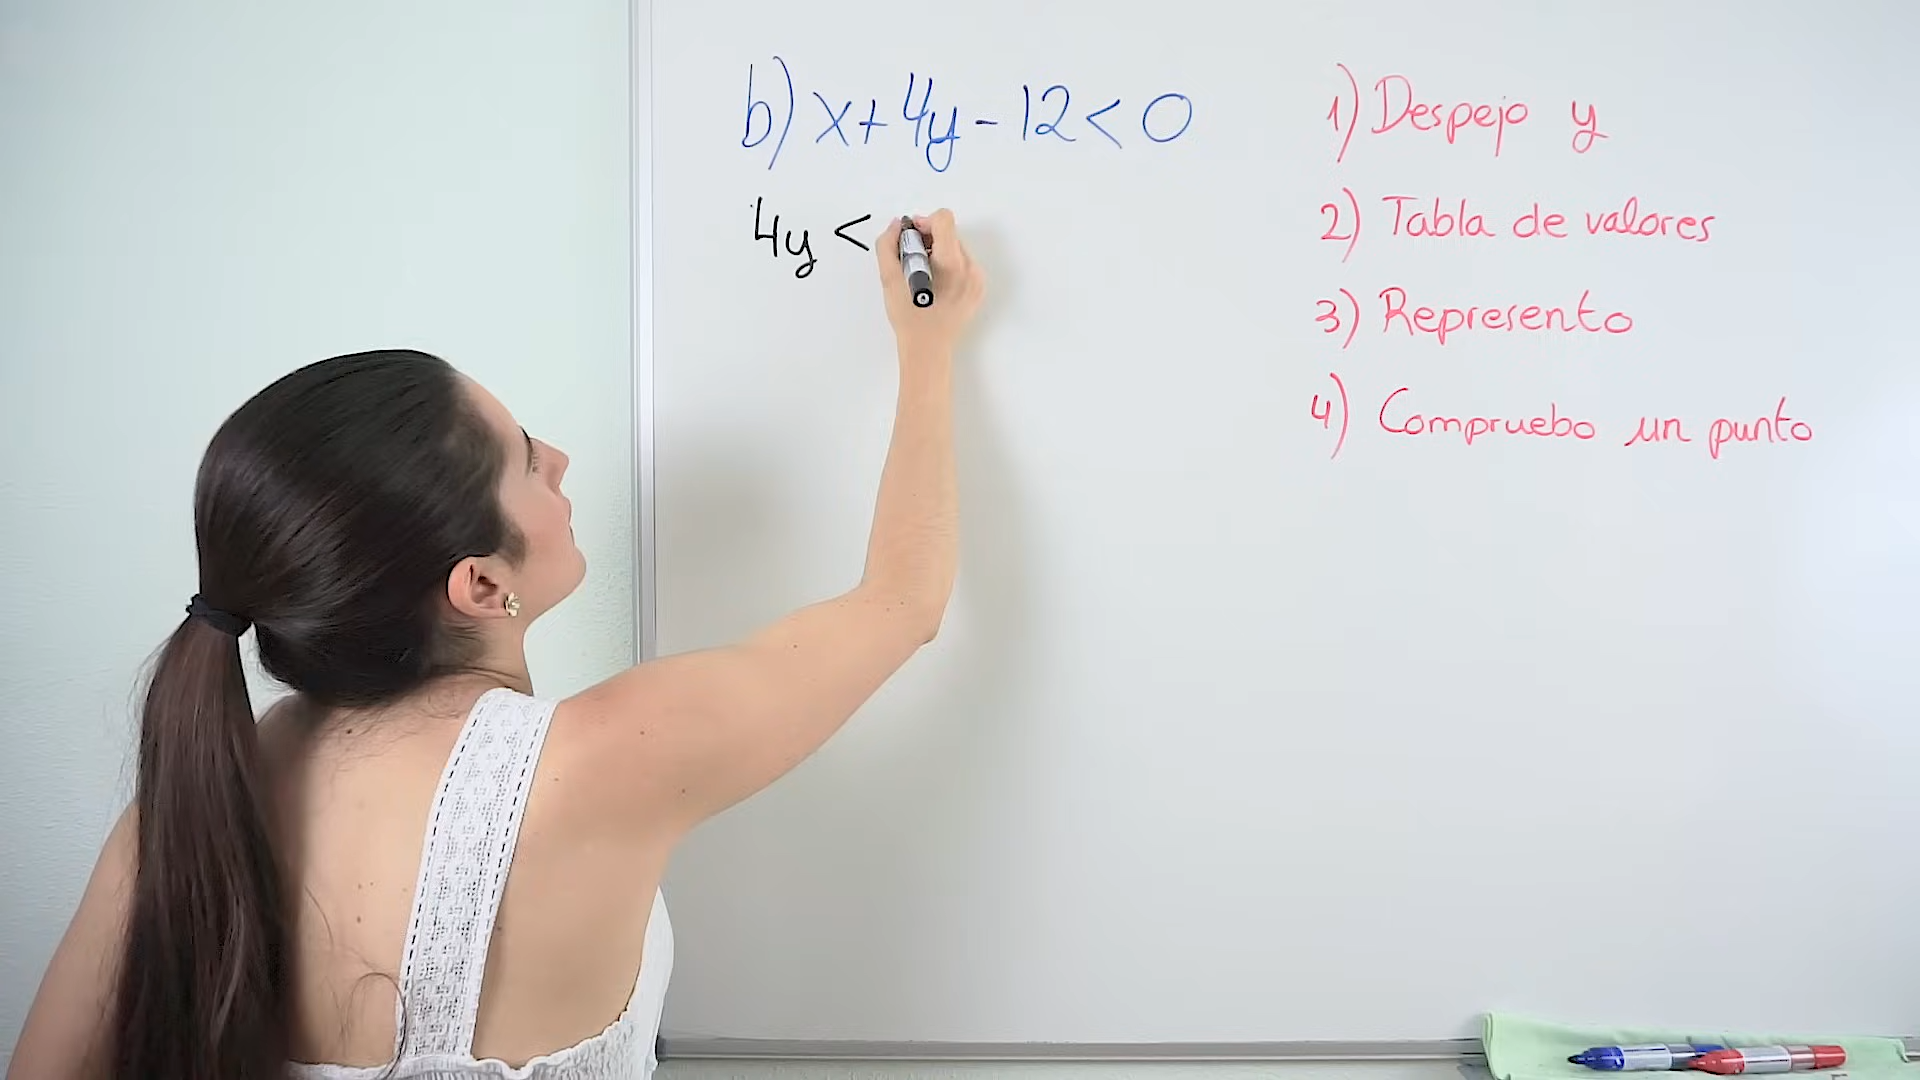 b) x + 4y - 12 < 0
4y <
1) Despejo y
2) Tabla de valores
3) Represento
4) Compruebo un punto